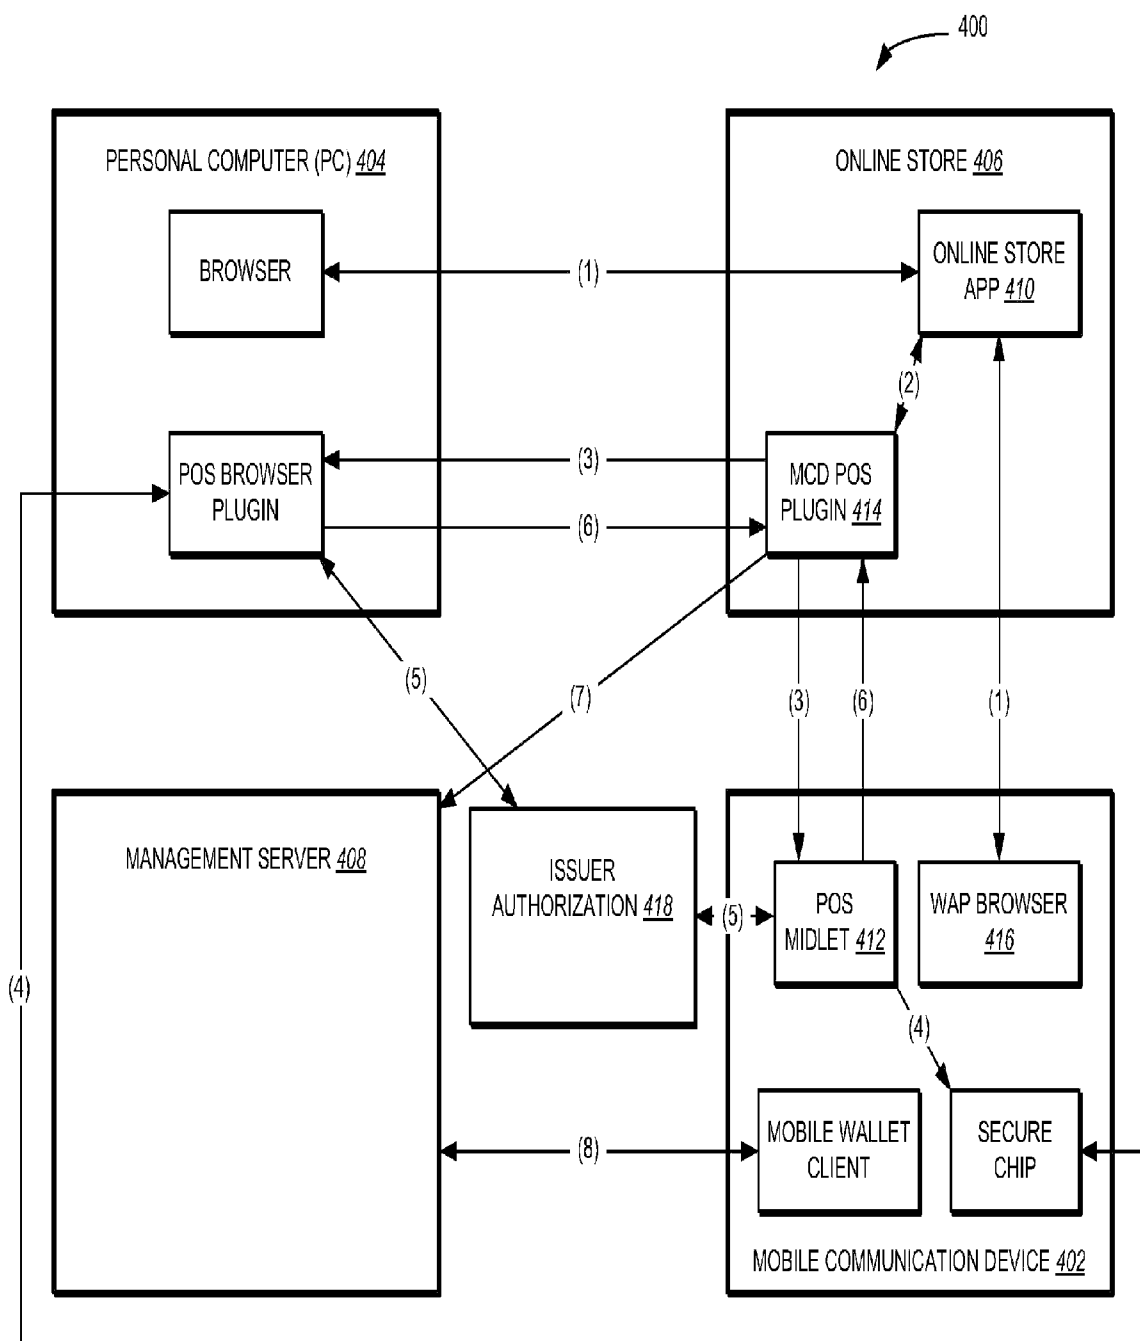 400
PERSONAL COMPUTER (PC) 404
ONLINE STORE 406
BROWSER
(1)
ONLINE STORE
APP 410
(2)
POS BROWSER
PLUGIN
(3)
(6)
MCD POS
PLUGIN 414
(5)
(7)
(3)
(6)
(1)
MANAGEMENT SERVER 408
ISSUER
AUTHORIZATION 418
(5)
POS
MIDLET 412
WAP BROWSER
416
(4)
(4)
(8)
MOBILE WALLET
CLIENT
SECURE
CHIP
MOBILE COMMUNICATION DEVICE 402